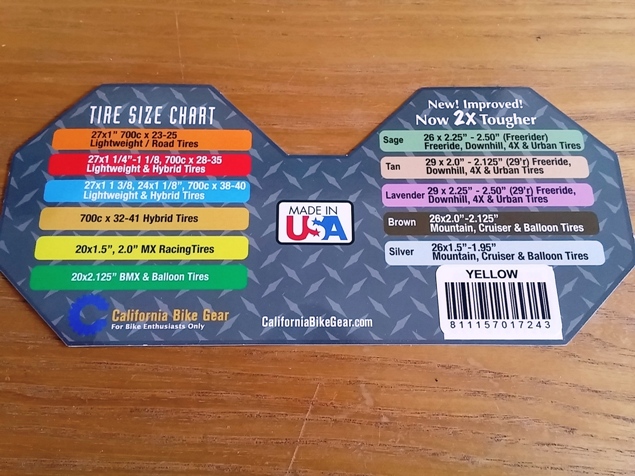 TIRE SIZE CHART
27x1" 700c x 23-25
Lightweight / Road Tires
27x1 1/4"-1 1/8, 700c x 28-35
Lightweight & Hybrid Tires
27x1 1 3/8, 24x1 1/8", 700c x 38-40
Lightweight & Hybrid Tires
700c x 32-41 Hybrid Tires
20x1.5", 2.0" MX RacingTires
20x2.125" BMX & Balloon Tires
California Bike Gear
For Bike Enthusiasts Only
MADE IN
USA
CaliforniaBikeGear.com
New! Improved!
Now 2X Tougher
Sage 26 x 2.25" - 2.50" (Freerider)
Freeride, Downhill, 4X & Urban Tires
Tan 29 x 2.0" - 2.125" (29'r) Freeride,
Downhill, 4X & Urban Tires
Lavender 29 x 2.25" - 2.50" (29'r) Freeride,
Downhill, 4X & Urban Tires
Brown 26x2.0"-2.125"
Mountain, Cruiser & Balloon Tires
Silver 26x1.5"-1.95"
Mountain, Cruiser & Balloon Tires
YELLOW
811157017243